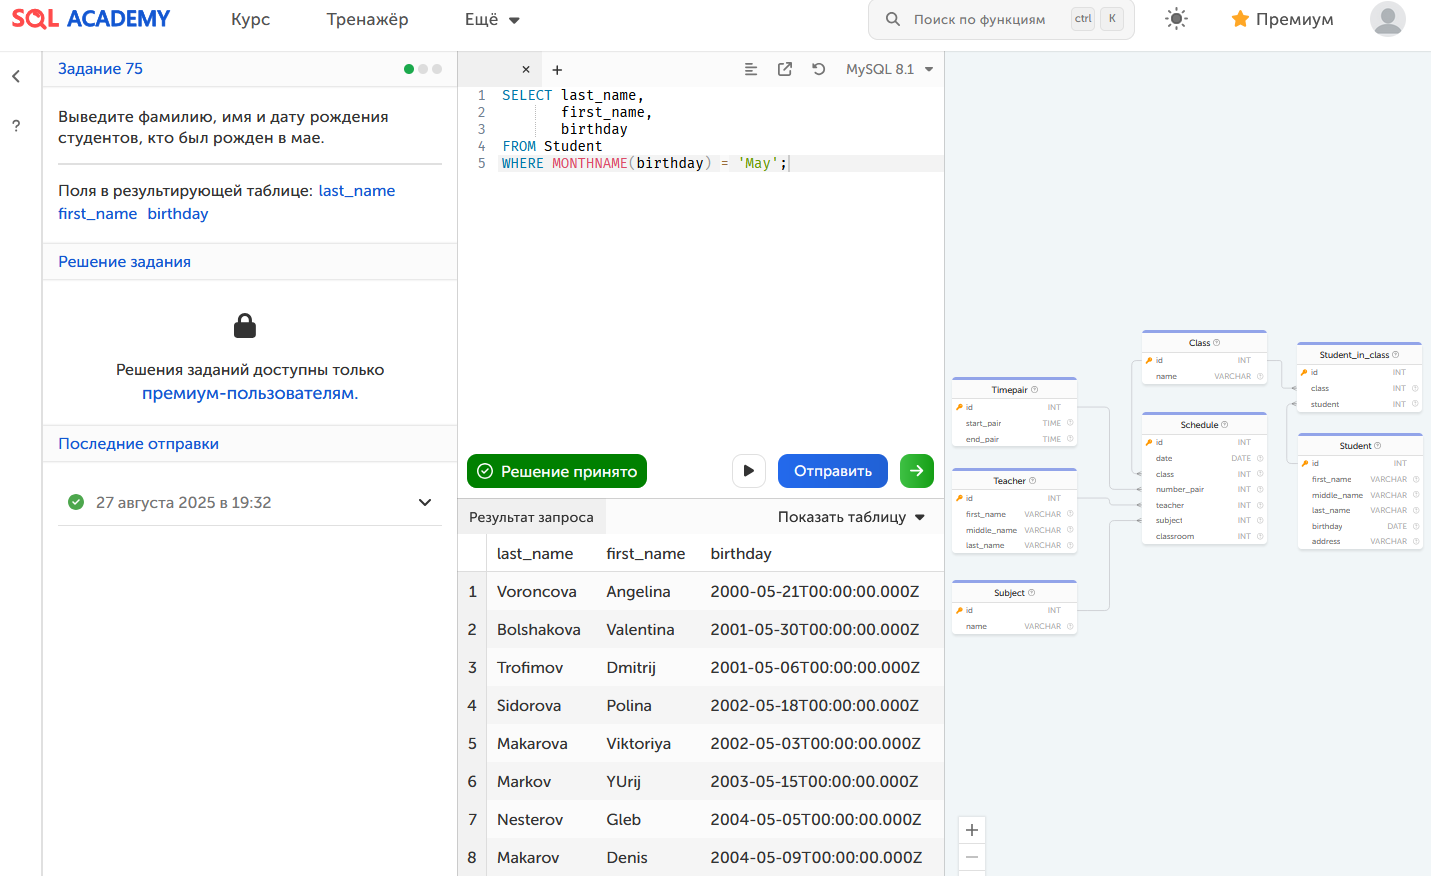 SQL ACADEMY
Курс
Тренажёр
Ещё
Поиск по функциям
ctrl
K
Премиум
Задание 75
Выведите фамилию, имя и дату рождения
студентов, кто был рожден в мае.
Поля в результирующей таблице: last_name
first_name birthday
Решение задания
Решения заданий доступны только
премиум-пользователям.
Последние отправки
27 августа 2025 в 19:32
?
× +
MySQL 8.1
1 SELECT last_name,
2 first_name,
3 birthday
4 FROM Student
5 WHERE MONTHNAME(birthday) = 'May';
Решение принято
Отправить
Результат запроса
Показать таблицу
last_name first_name birthday
1 Voroncova Angelina 2000-05-21T00:00:00.000Z
2 Bolshakova Valentina 2001-05-30T00:00:00.000Z
3 Trofimov Dmitrij 2001-05-06T00:00:00.000Z
4 Sidorova Polina 2002-05-18T00:00:00.000Z
5 Makarova Viktoriya 2002-05-03T00:00:00.000Z
6 Markov YUrij 2003-05-15T00:00:00.000Z
7 Nesterov Gleb 2004-05-05T00:00:00.000Z
8 Makarov Denis 2004-05-09T00:00:00.000Z
Timepair
id INT
start_pair TIME
end_pair TIME
Teacher
id INT
first_name VARCHAR
middle_name VARCHAR
last_name VARCHAR
Subject
id INT
name VARCHAR
Class
id INT
name VARCHAR
Schedule
id INT
date DATE
class INT
number_pair INT
teacher INT
subject INT
classroom INT
Student_in_class
id INT
class INT
student INT
Student
id INT
first_name VARCHAR
middle_name VARCHAR
last_name VARCHAR
birthday DATE
address VARCHAR
+
−